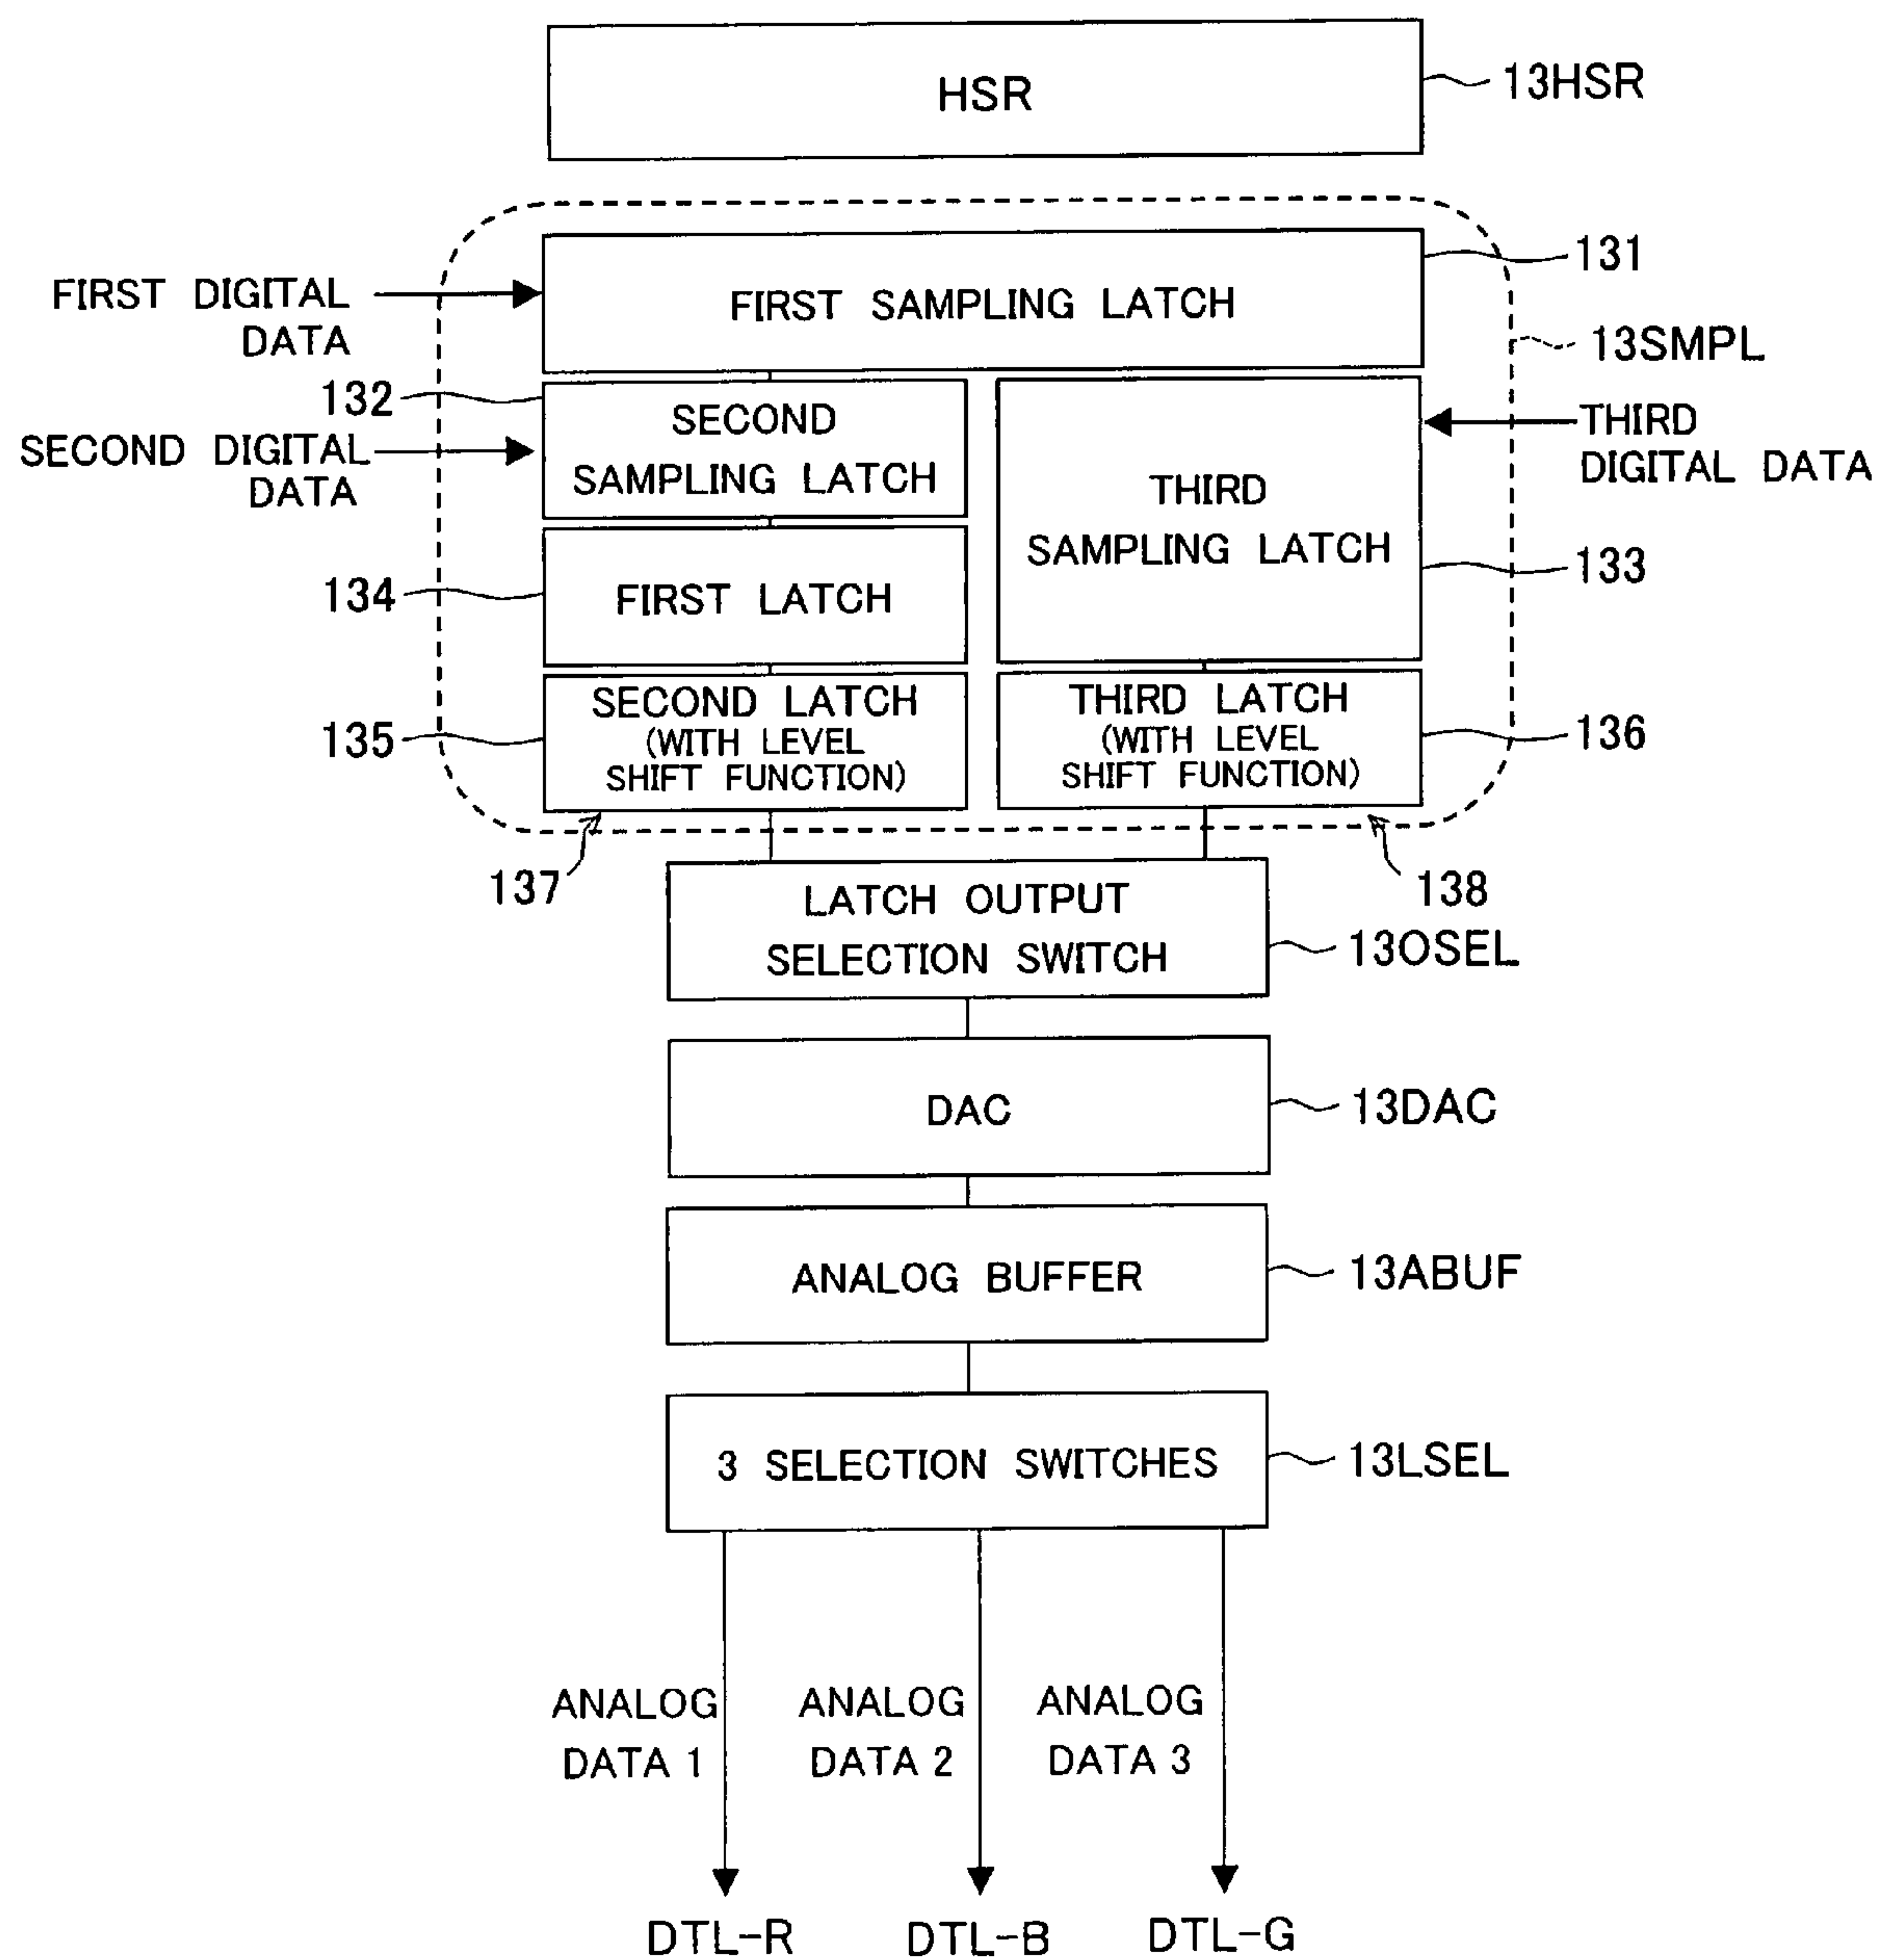 HSR
13HSR
FIRST DIGITAL
DATA
FIRST SAMPLING LATCH
131
13SMPL
132
SECOND DIGITAL
DATA
SECOND
SAMPLING LATCH
THIRD
SAMPLING LATCH
THIRD
DIGITAL DATA
133
134
FIRST LATCH
135
SECOND LATCH
(WITH LEVEL
SHIFT FUNCTION)
THIRD LATCH
(WITH LEVEL
SHIFT FUNCTION)
136
137
138
LATCH OUTPUT
SELECTION SWITCH
13OSEL
DAC
13DAC
ANALOG BUFFER
13ABUF
3 SELECTION SWITCHES
13LSEL
ANALOG
DATA 1
ANALOG
DATA 2
ANALOG
DATA 3
DTL-R
DTL-B
DTL-G